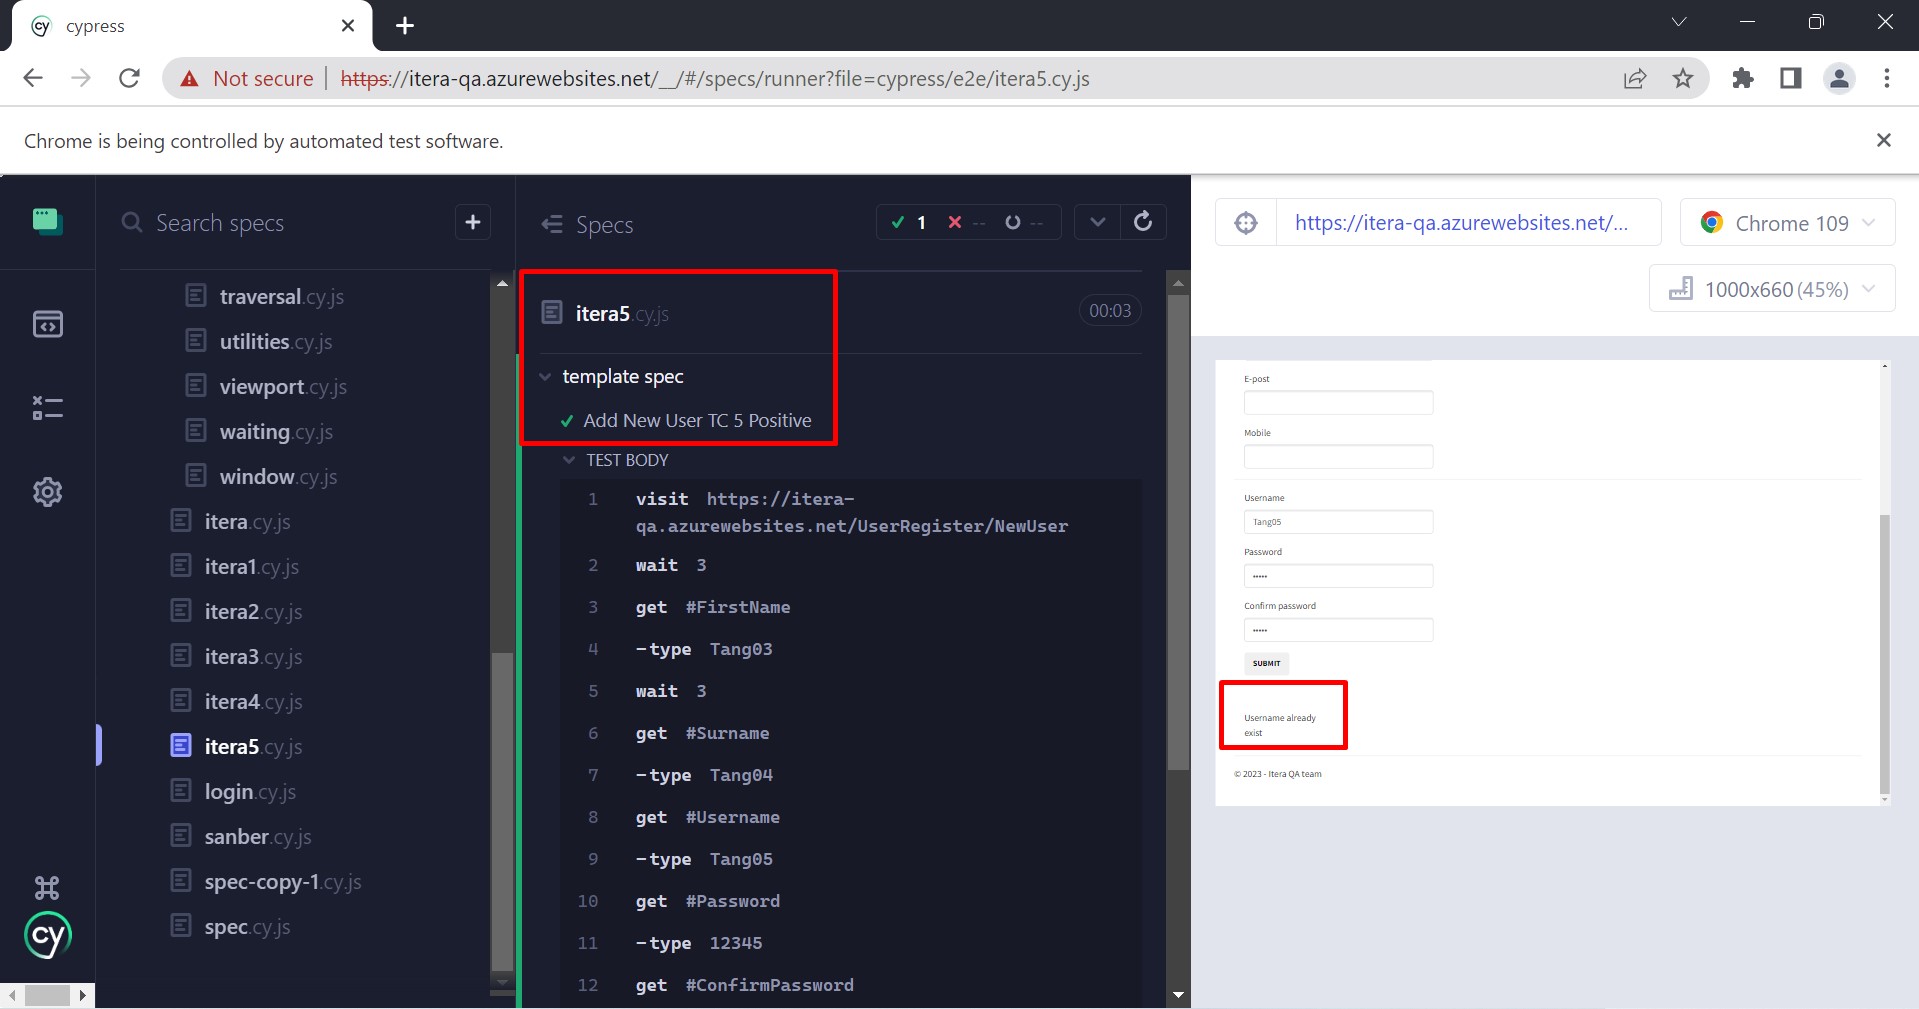 cy cypress
Not secure | https://itera-qa.azurewebsites.net/__/#/specs/runner?file=cypress/e2e/itera5.cy.js
Chrome is being controlled by automated test software.
Search specs
traversal.cy.js
utilities.cy.js
viewport.cy.js
waiting.cy.js
window.cy.js
itera.cy.js
itera1.cy.js
itera2.cy.js
itera3.cy.js
itera4.cy.js
itera5.cy.js
login.cy.js
sanber.cy.js
spec-copy-1.cy.js
spec.cy.js
cy
Specs
1 -- --
itera5.cy.js
00:03
template spec
Add New User TC 5 Positive
TEST BODY
1 visit https://itera-
qa.azurewebsites.net/UserRegister/NewUser
2 wait 3
3 get #FirstName
4 -type Tang03
5 wait 3
6 get #Surname
7 -type Tang04
8 get #Username
9 -type Tang05
10 get #Password
11 -type 12345
12 get #ConfirmPassword
https://itera-qa.azurewebsites.net/...
Chrome 109
1000x660 (45%)
E-post
Mobile
Username
Tang05
Password
•••••
Confirm password
•••••
SUBMIT
Username already
exist
© 2023 - Itera QA team